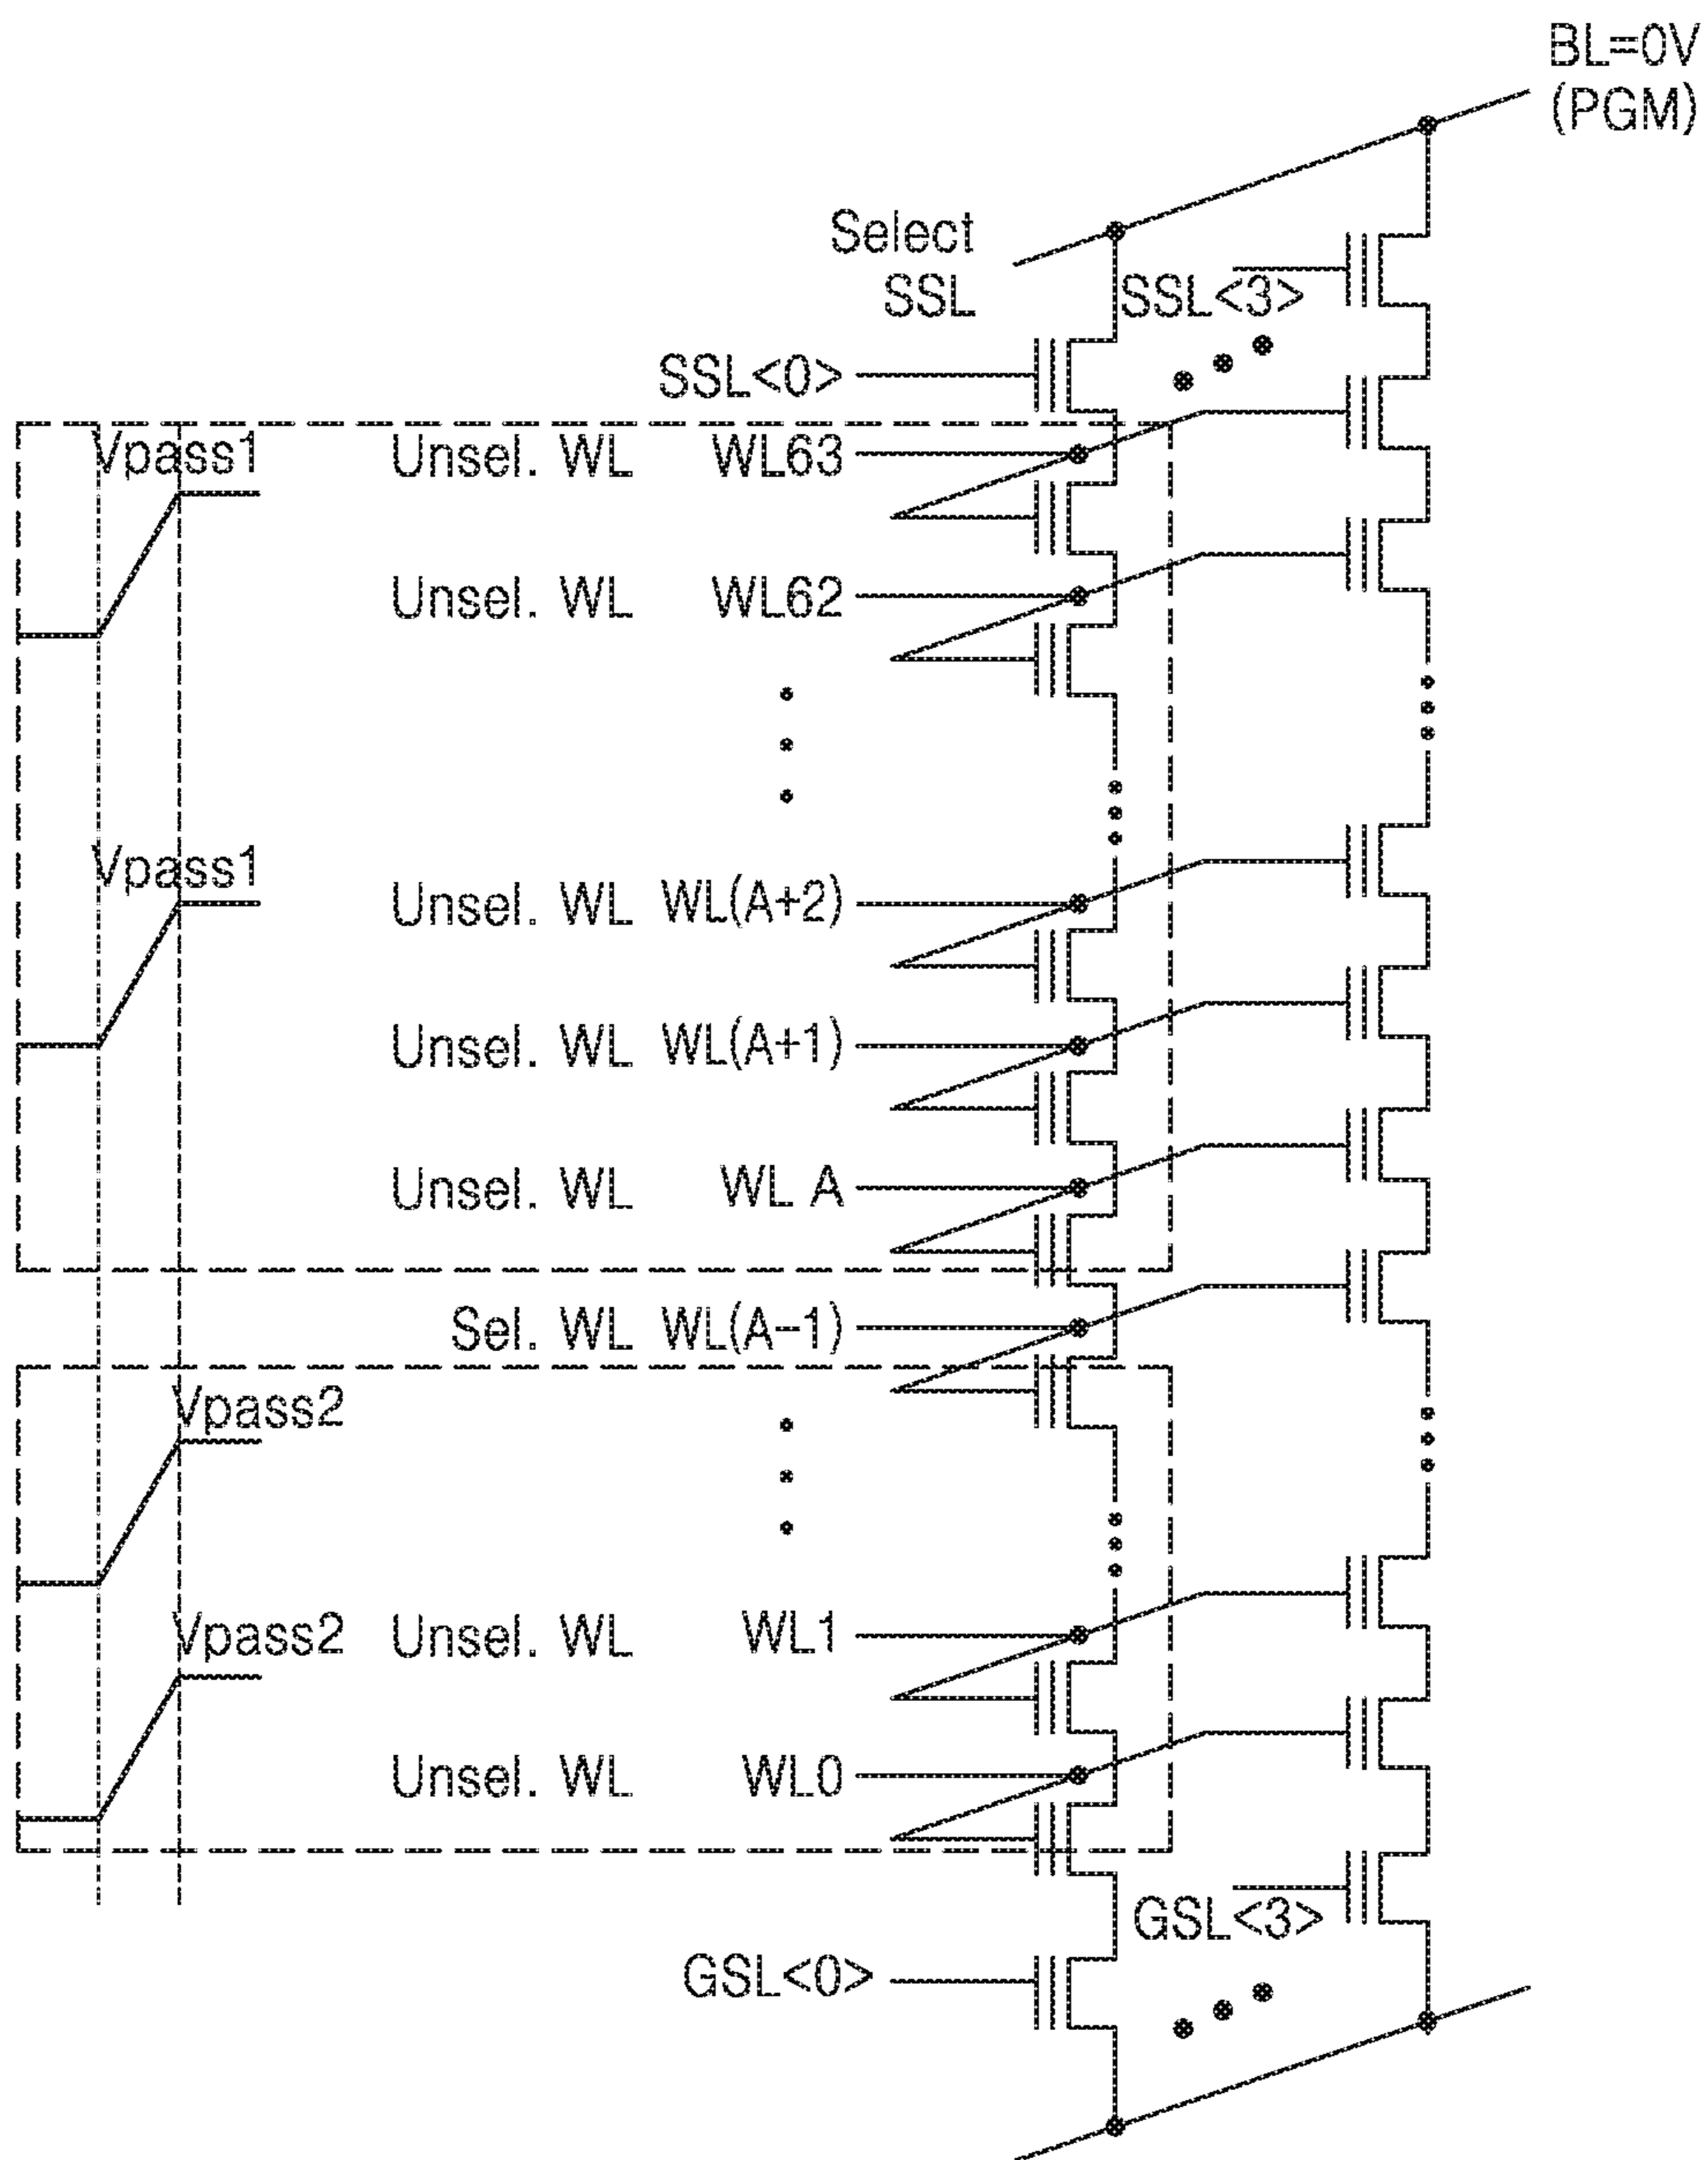 BL=0V
(PGM)
Select
SSL
SSL<3>
SSL<0>
Vpass1 Unsel. WL WL63
Unsel. WL WL62
Vpass1 Unsel. WL WL(A+2)
Unsel. WL WL(A+1)
Unsel. WL WL A
Sel. WL WL(A−1)
Vpass2
Vpass2 Unsel. WL WL1
Unsel. WL WL0
GSL<3>
GSL<0>